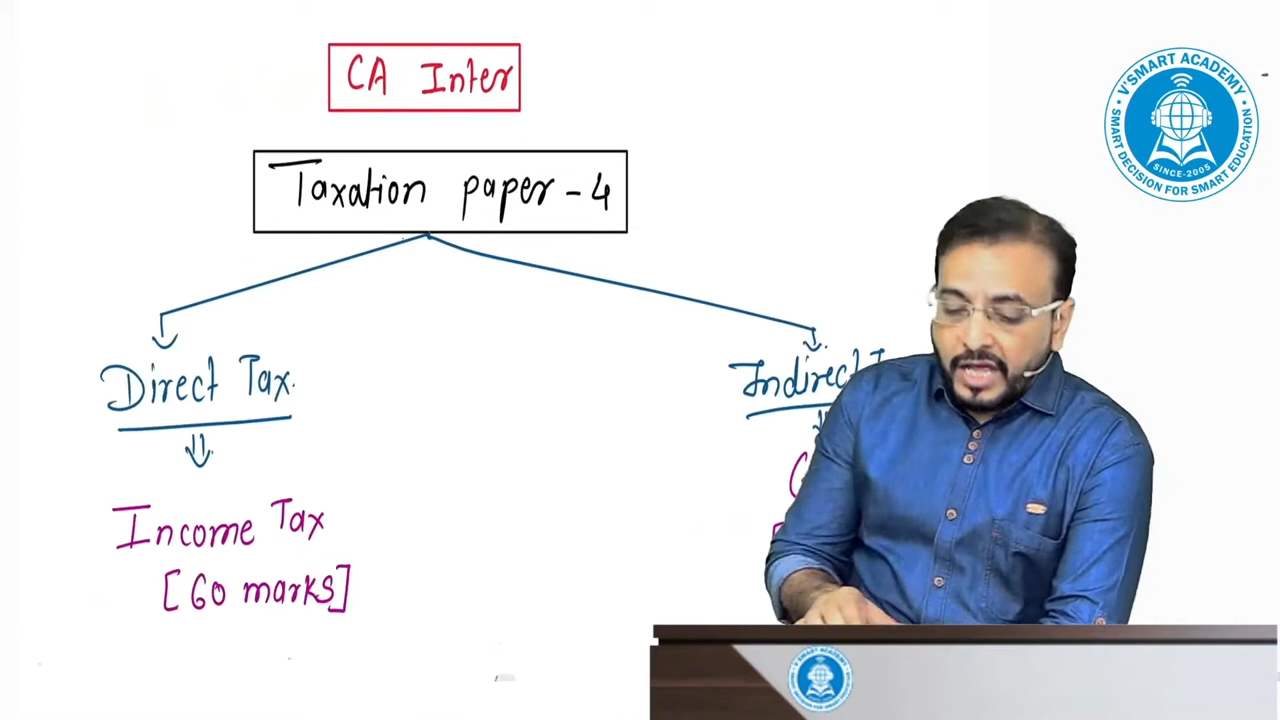 CA Inter
Taxation paper - 4
Direct Tax.
Indirect
Income Tax
[60 marks]
V'SMART ACADEMY
SINCE-2005
SMART DECISION FOR SMART EDUCATION